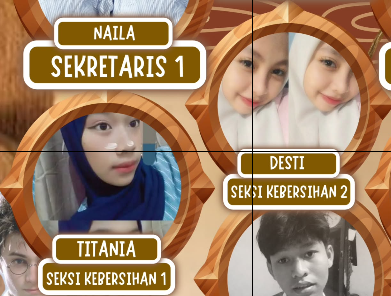 NAILA
SEKRETARIS 1
DESTI
SEKSI KEBERSIHAN 2
TITANIA
SEKSI KEBERSIHAN 1